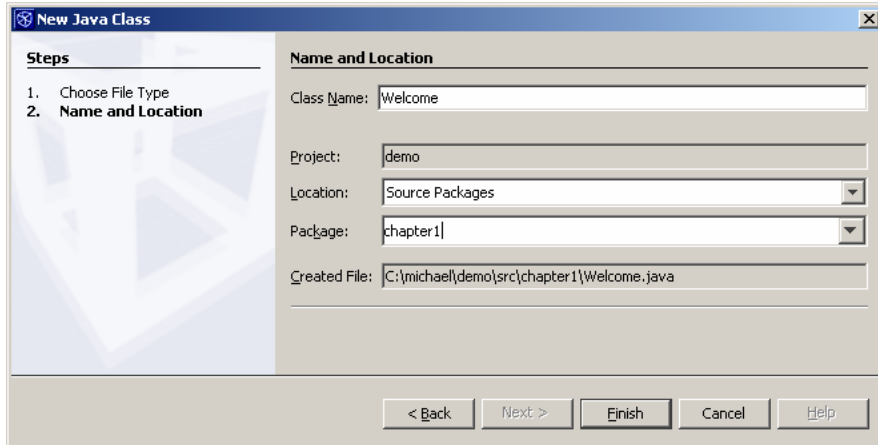 New Java Class
Steps
1. Choose File Type
2. Name and Location
Name and Location
Class Name: Welcome
Project: demo
Location: Source Packages
Package: chapter1
Created File: C:\michael\demo\src\chapter1\Welcome.java
< Back Next > Finish Cancel Help